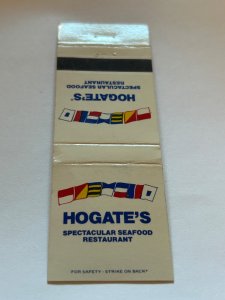 HOGATE'S
SPECTACULAR SEAFOOD
RESTAURANT
HOGATE'S
SPECTACULAR SEAFOOD
RESTAURANT
FOR SAFETY · STRIKE ON BACK